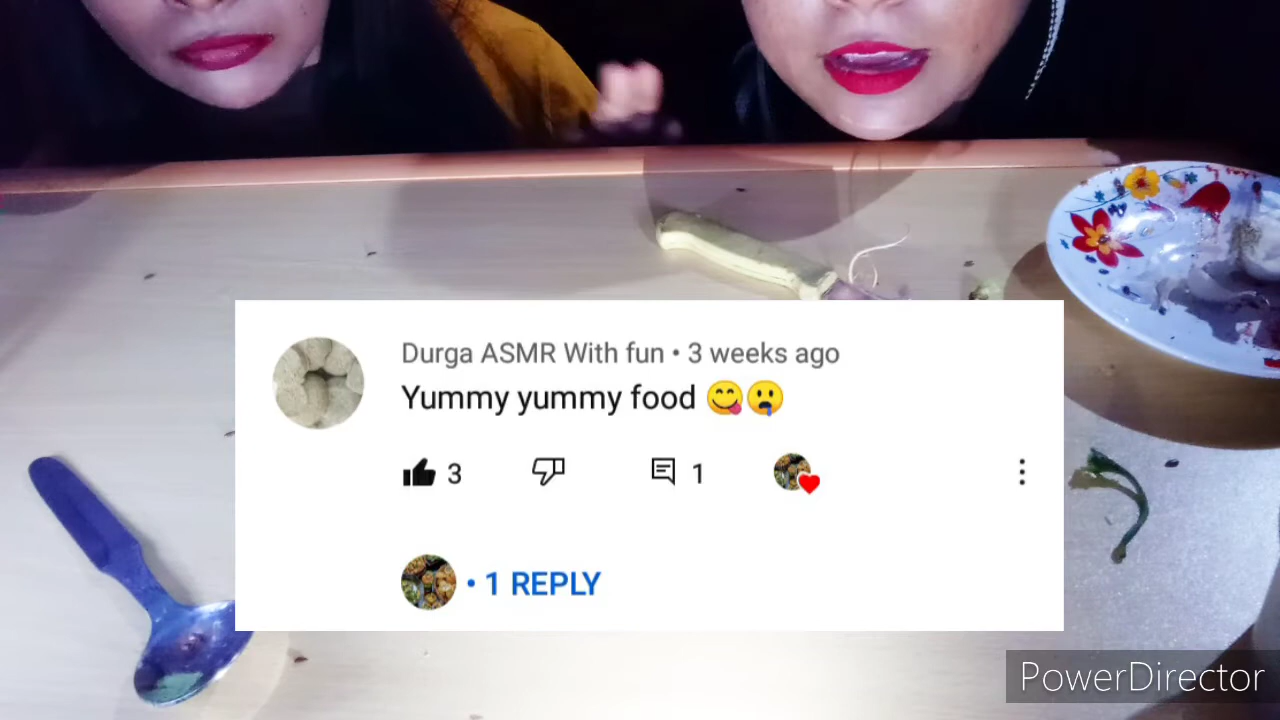 Durga ASMR With fun • 3 weeks ago
Yummy yummy food 😋🤤
3
1
• 1 REPLY
PowerDirector